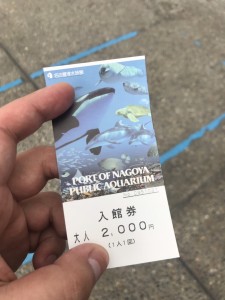 名古屋港水族館
PORT OF NAGOYA
PUBLIC AQUARIUM
入館券
大人 2,000円
(1人1回)